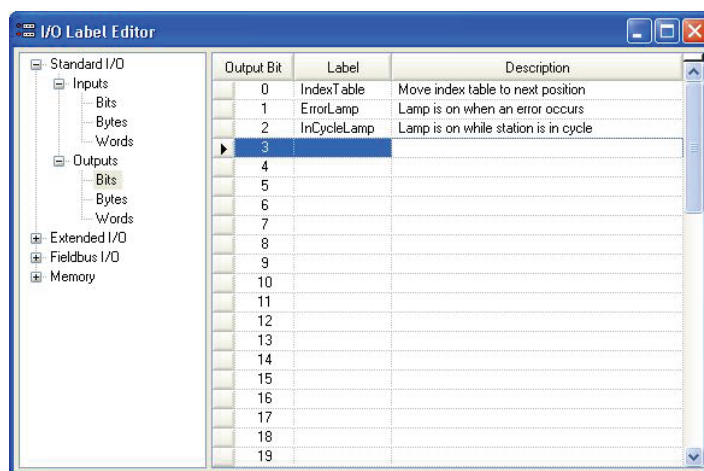 I/O Label Editor
Standard I/O
Inputs
Bits
Bytes
Words
Outputs
Bits
Bytes
Words
Extended I/O
Fieldbus I/O
Memory
Output Bit Label Description
0 IndexTable Move index table to next position
1 ErrorLamp Lamp is on when an error occurs
2 InCycleLamp Lamp is on while station is in cycle
3
4
5
6
7
8
9
10
11
12
13
14
15
16
17
18
19